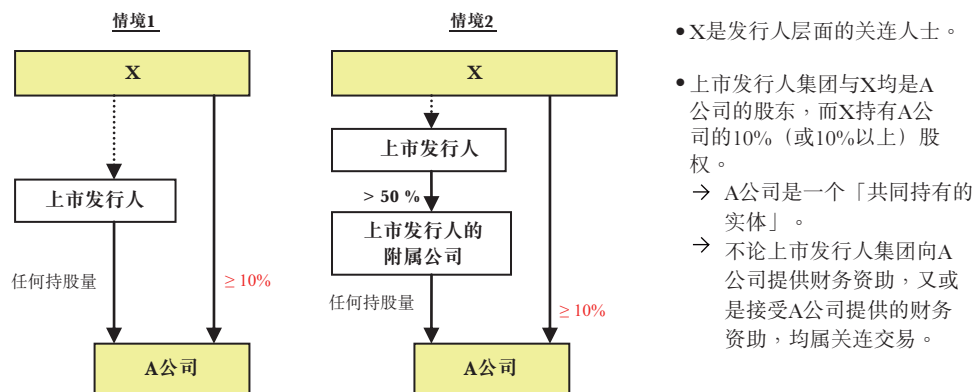 情境1
X
上市发行人
任何持股量
≥ 10%
A公司
情境2
X
上市发行人
> 50 %
上市发行人的
附属公司
任何持股量
≥ 10%
A公司
• X是发行人层面的关连人士。
• 上市发行人集团与X均是A
公司的股东，而X持有A公
司的10%（或10%以上）股
权。
→ A公司是一个「共同持有的
实体」。
→ 不论上市发行人集团向A
公司提供财务资助，又或
是接受A公司提供的财务
资助，均属关连交易。